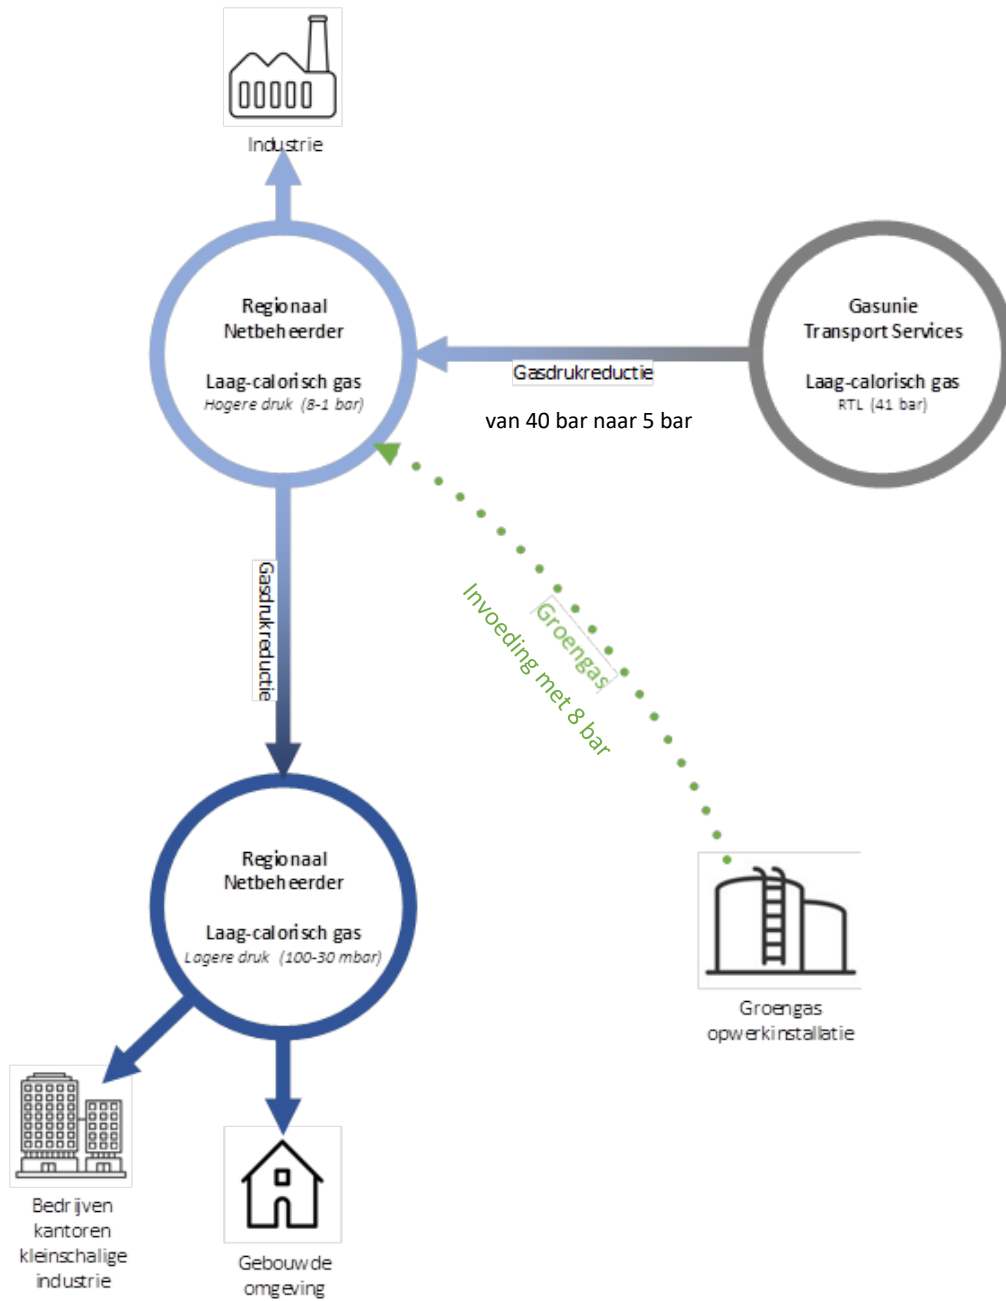 Industrie
Regionaal
Netbeheerder
Laag-calorisch gas
Hogere druk (8-1 bar)
Gasunie
Transport Services
Laag-calorisch gas
RTL (41 bar)
Gasdrukreductie
van 40 bar naar 5 bar
Gasdrukreductie
Groengas
Invoeding met 8 bar
Regionaal
Netbeheerder
Laag-calorisch gas
Lagere druk (100-30 mbar)
Groengas
opwerkinstallatie
Bedrijven
kantoren
kleinschalige
industrie
Gebouwde
omgeving